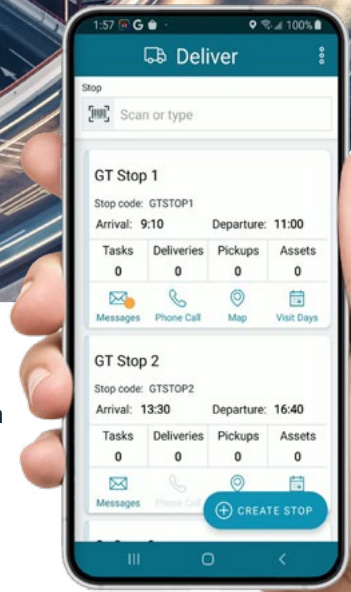 1:57 G 100%
Deliver
Stop
Scan or type
GT Stop 1
Stop code: GTSTOP1
Arrival: 9:10 Departure: 11:00
Tasks Deliveries Pickups Assets
0 0 0 0
Messages Phone Call Map Visit Days
GT Stop 2
Stop code: GTSTOP2
Arrival: 13:30 Departure: 16:40
Tasks Deliveries Pickups Assets
0 0 0 0
Messages Phone Call
CREATE STOP